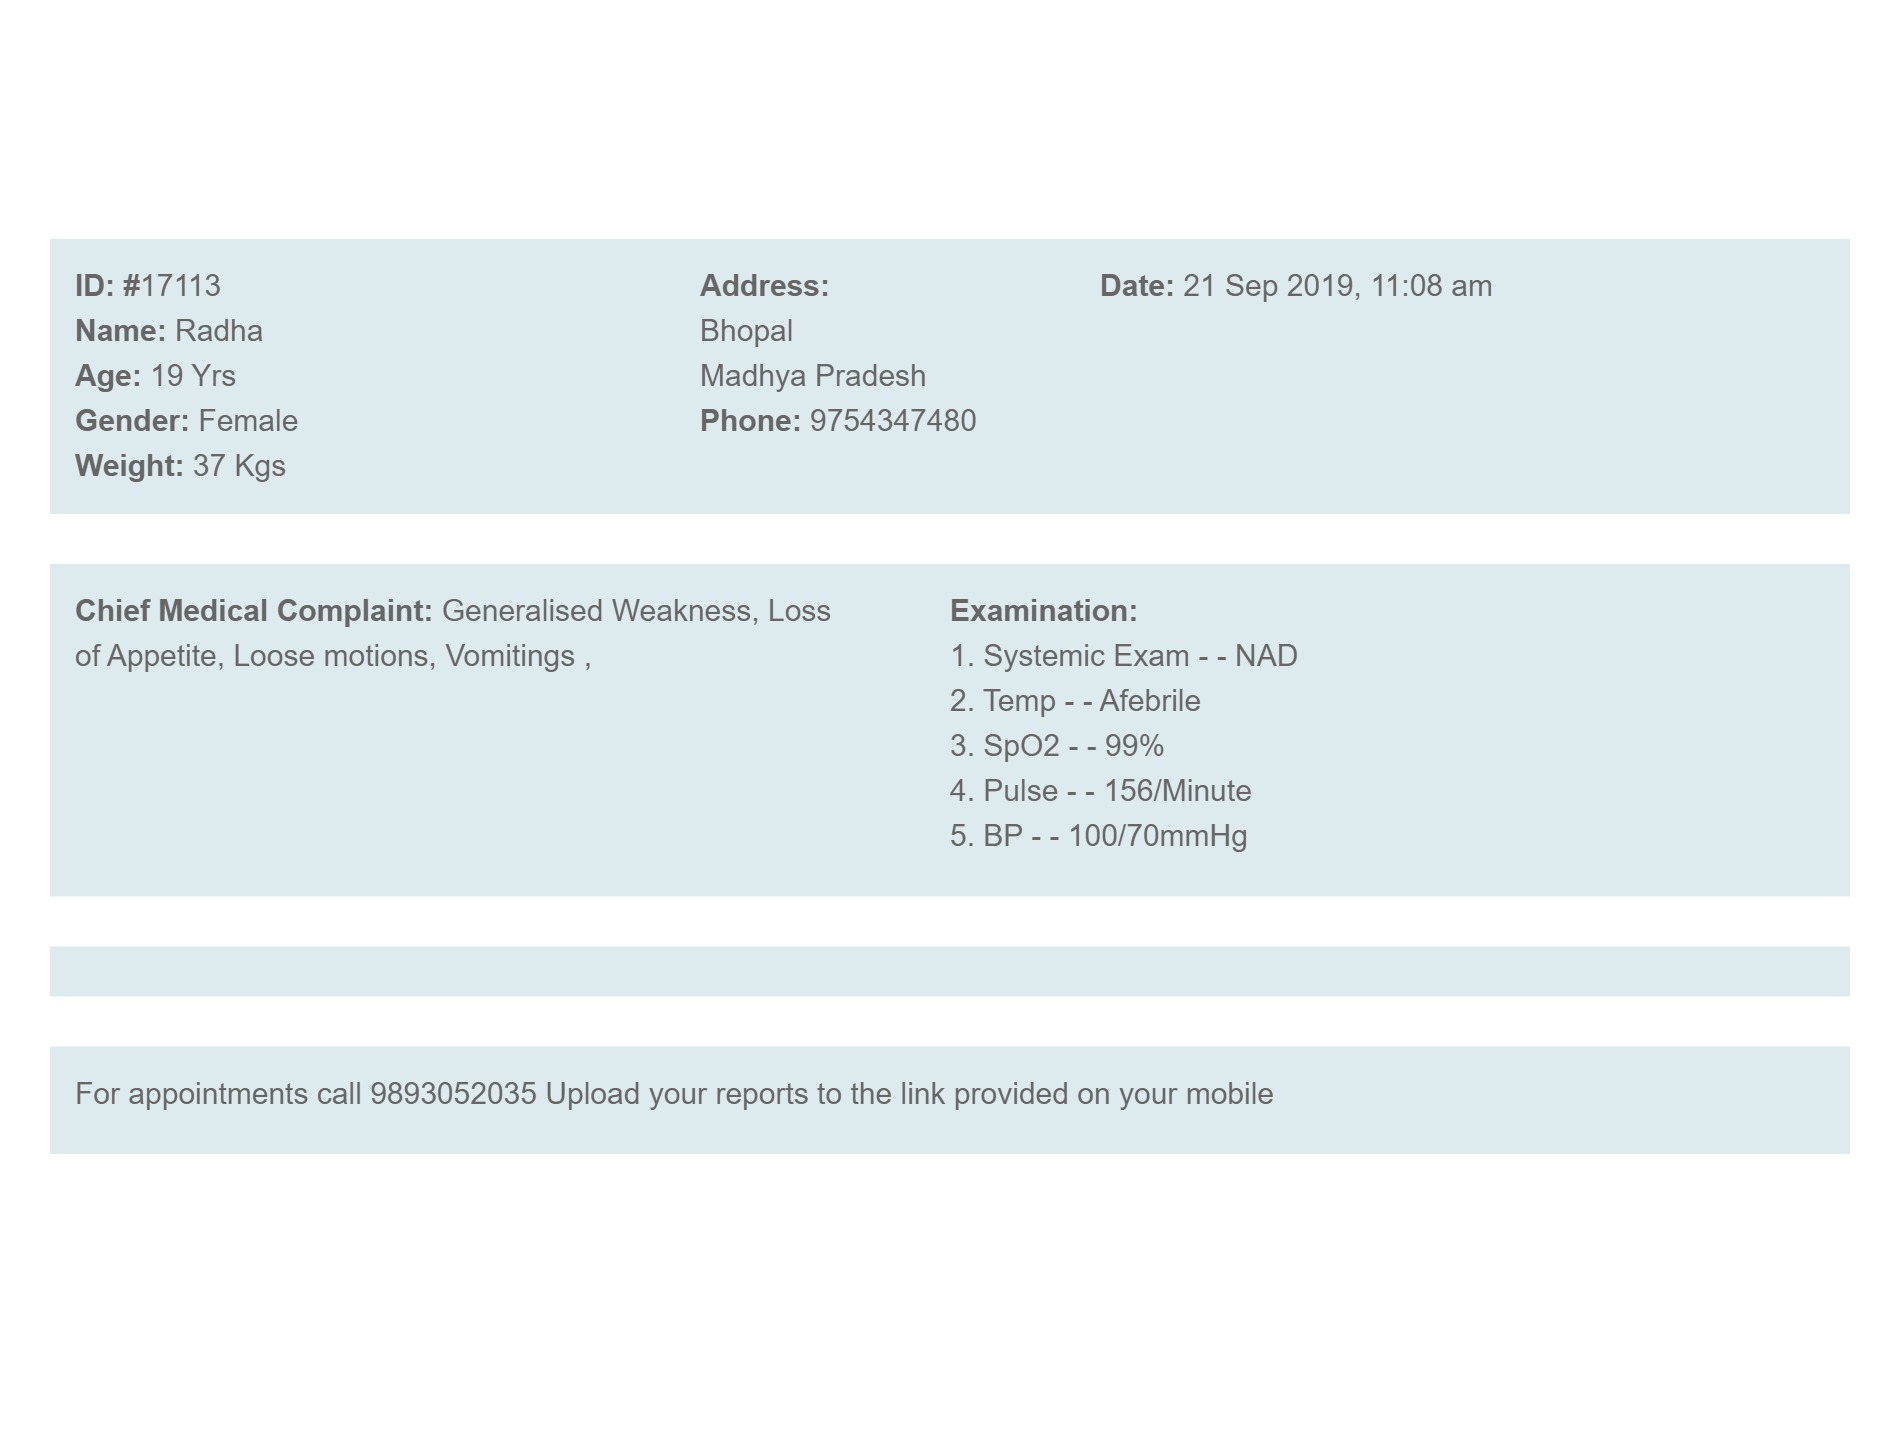 ID: #17113
Name: Radha
Age: 19 Yrs
Gender: Female
Weight: 37 Kgs
Address:
Bhopal
Madhya Pradesh
Phone: 9754347480
Date: 21 Sep 2019, 11:08 am
Chief Medical Complaint: Generalised Weakness, Loss
of Appetite, Loose motions, Vomitings ,
Examination:
1. Systemic Exam - - NAD
2. Temp - - Afebrile
3. SpO2 - - 99%
4. Pulse - - 156/Minute
5. BP - - 100/70mmHg
For appointments call 9893052035 Upload your reports to the link provided on your mobile